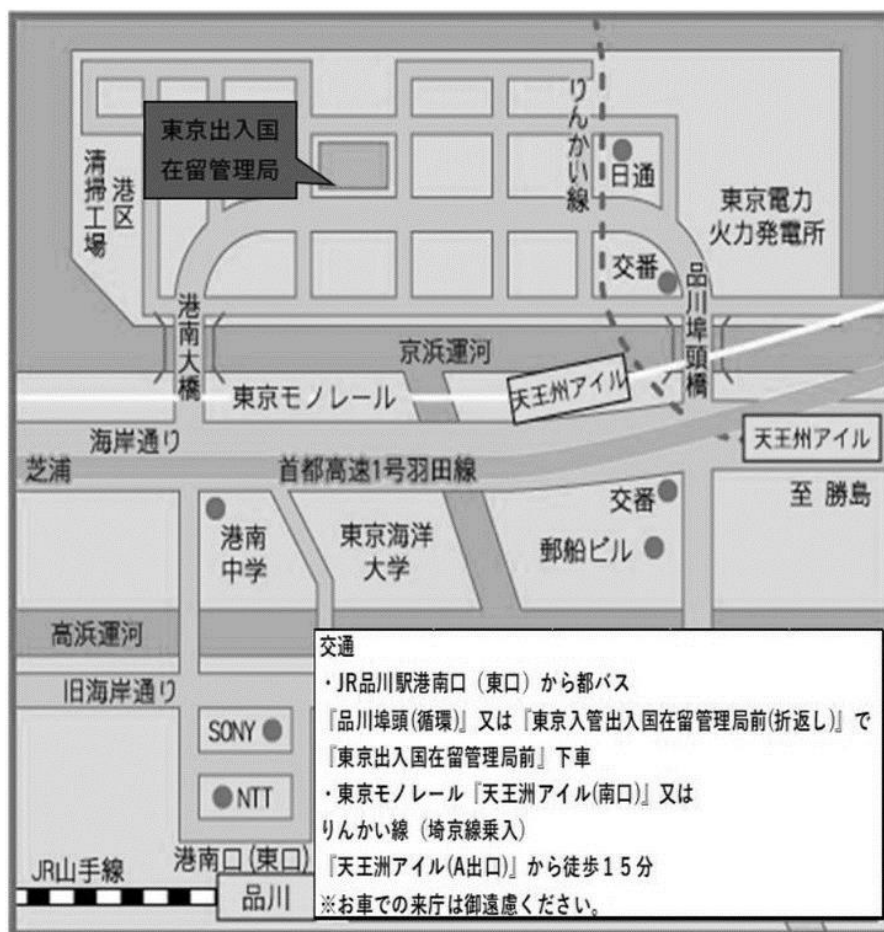 東京出入国
在留管理局
りんかい線
日通
港区
清掃工場
東京電力
火力発電所
交番
港南大橋
品川埠頭橋
京浜運河
天王州アイル
東京モノレール
海岸通り
天王州アイル
芝浦
首都高速1号羽田線
至 勝島
交番
港南
中学
東京海洋
大学
郵船ビル
高浜運河
旧海岸通り
SONY
NTT
港南口(東口)
JR山手線
品川
交通
・JR品川駅港南口（東口）から都バス
『品川埠頭(循環)』又は『東京入管出入国在留管理局前(折返し)』で
『東京出入国在留管理局前』下車
・東京モノレール『天王洲アイル(南口)』又は
りんかい線（埼京線乗入）
『天王洲アイル(A出口)』から徒歩１５分
※お車での来庁は御遠慮ください。